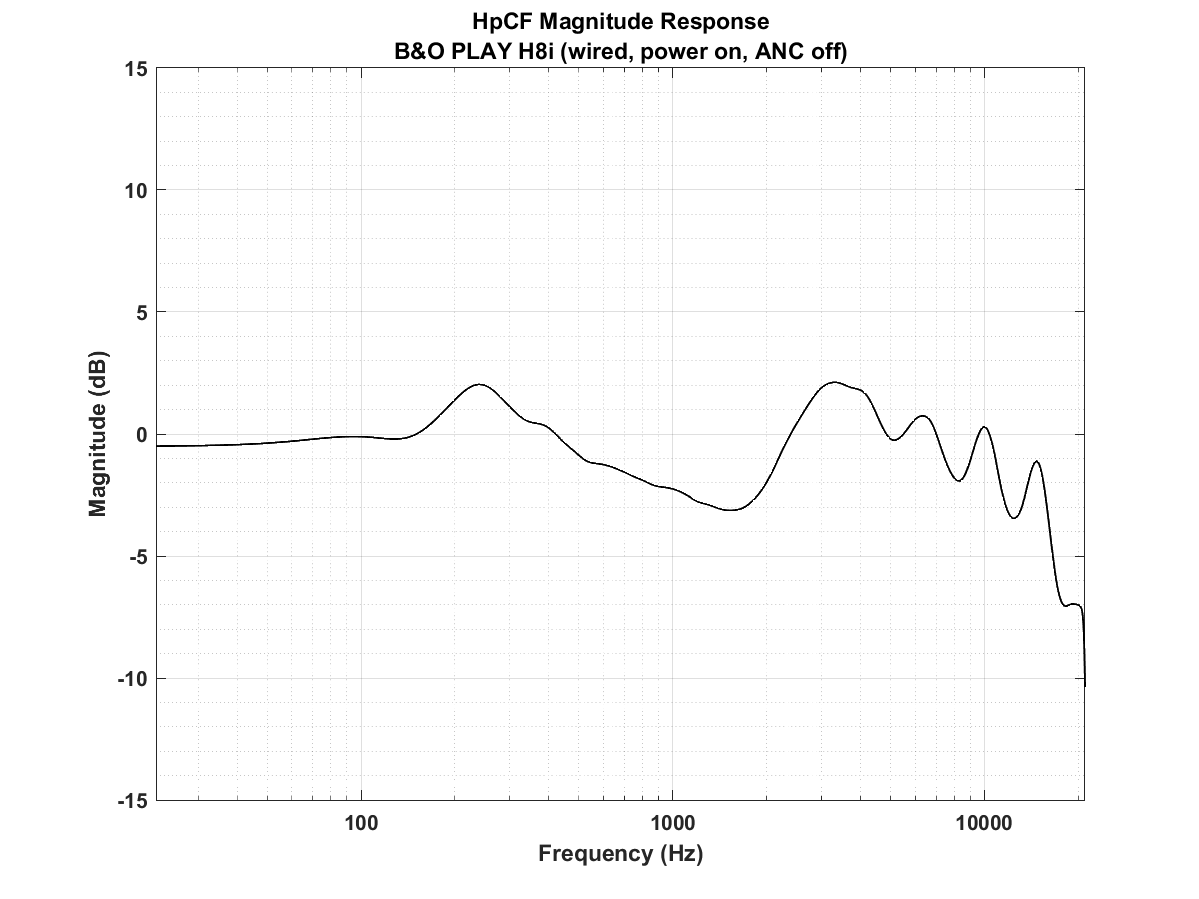 HpCF Magnitude Response
B&O PLAY H8i (wired, power on, ANC off)
15
10
5
0
-5
-10
-15
Magnitude (dB)
100 1000 10000
Frequency (Hz)